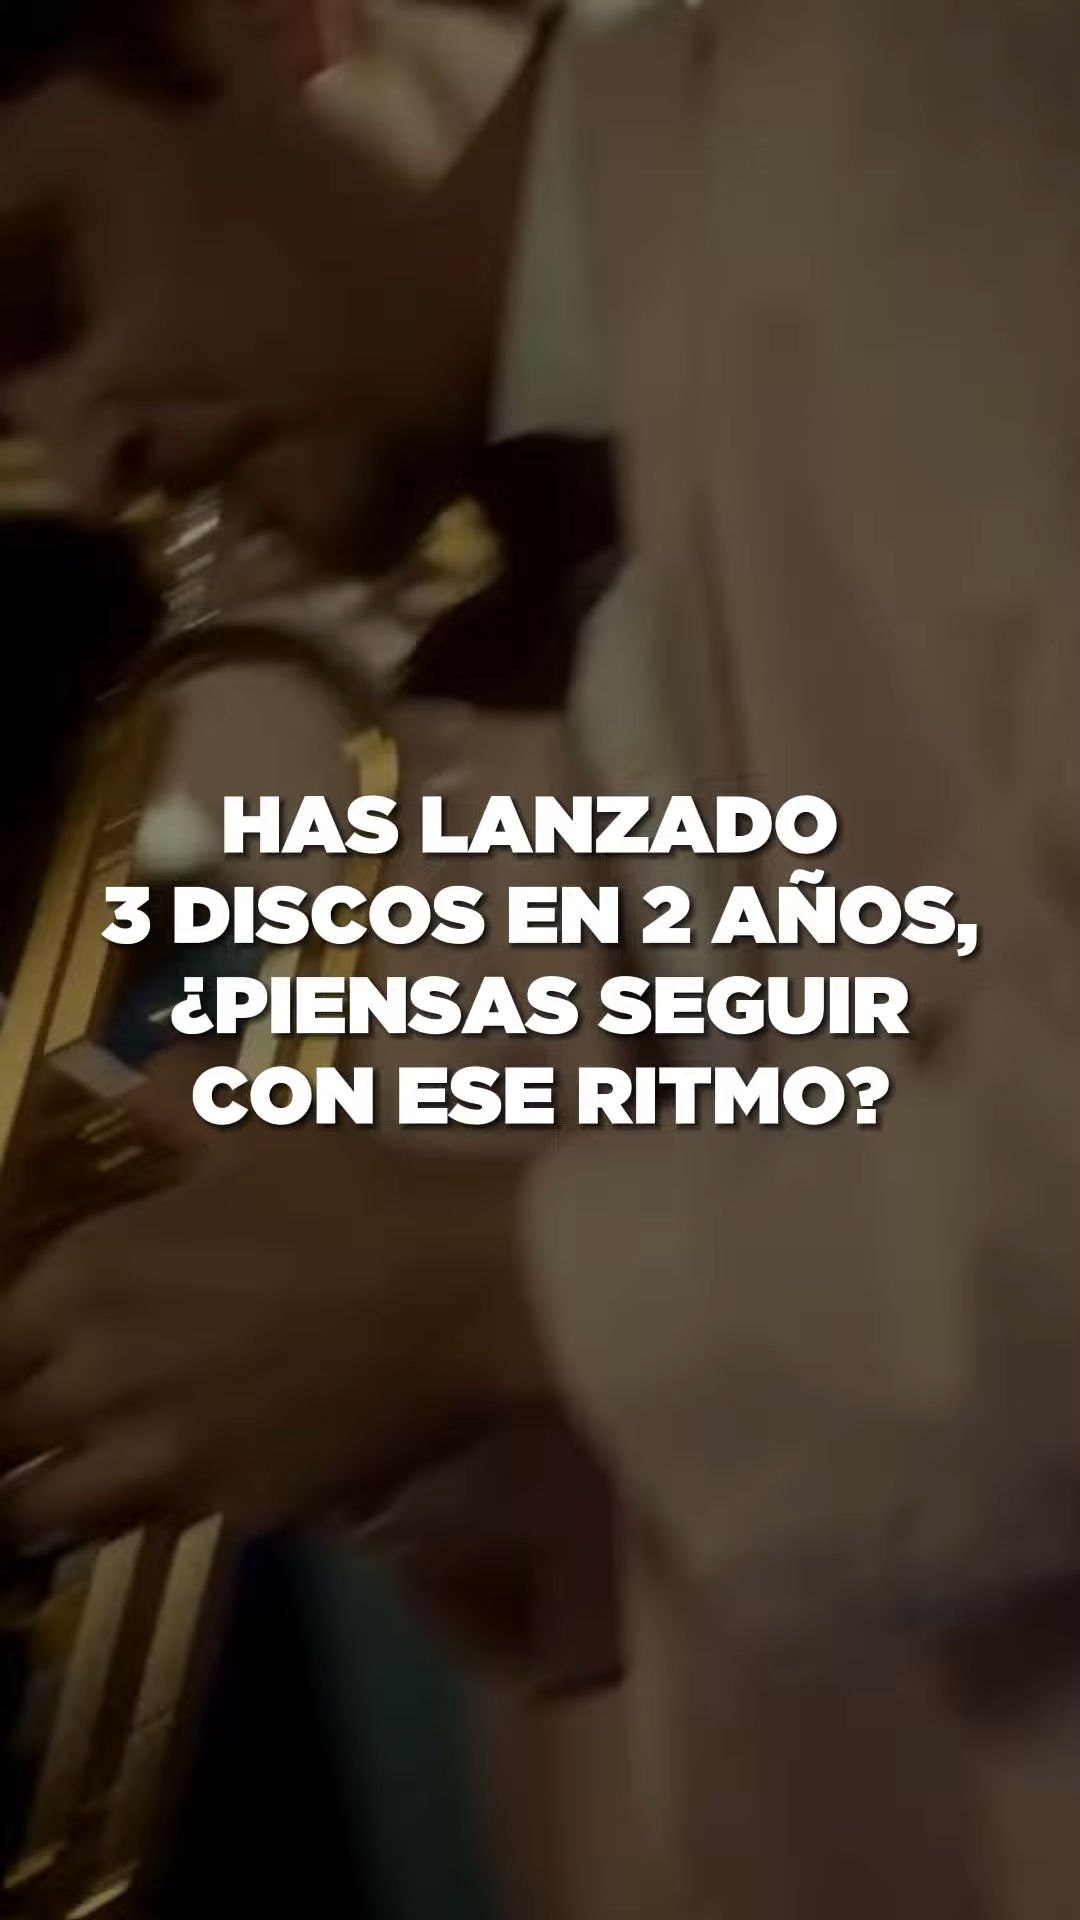 HAS LANZADO
3 DISCOS EN 2 AÑOS,
¿PIENSAS SEGUIR
CON ESE RITMO?